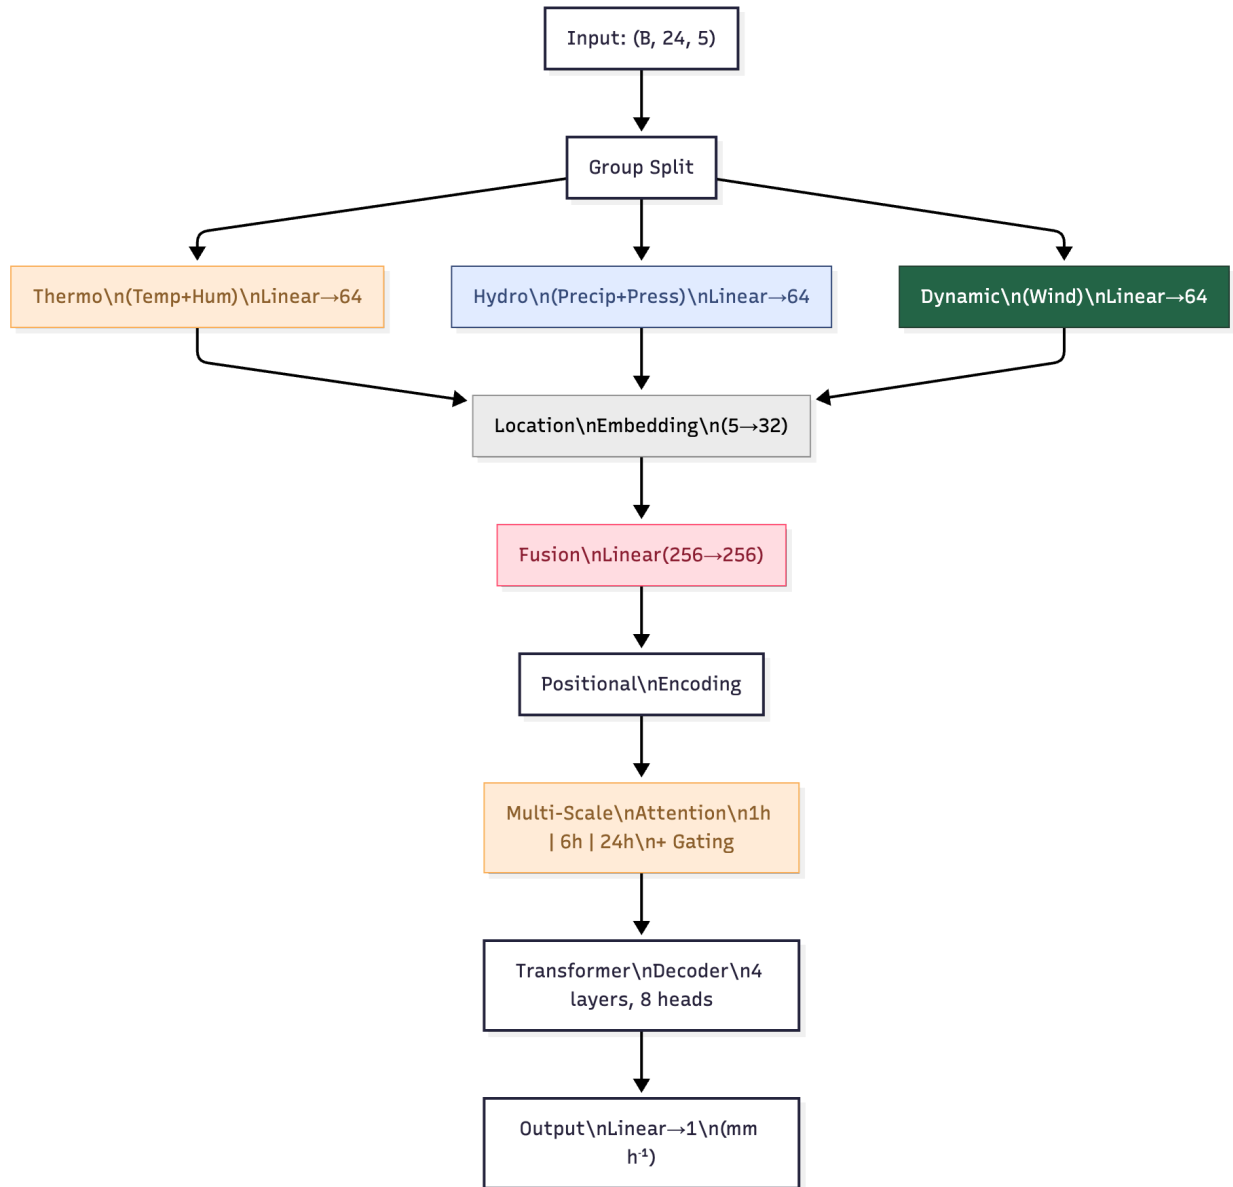 Input: (B, 24, 5)
Group Split
Thermo\n(Temp+Hum)\nLinear→64
Hydro\n(Precip+Press)\nLinear→64
Dynamic\n(Wind)\nLinear→64
Location\nEmbedding\n(5→32)
Fusion\nLinear(256→256)
Positional\nEncoding
Multi-Scale\nAttention\n1h
| 6h | 24h\n+ Gating
Transformer\nDecoder\n4
layers, 8 heads
Output\nLinear→1\n(mm
h⁻¹)